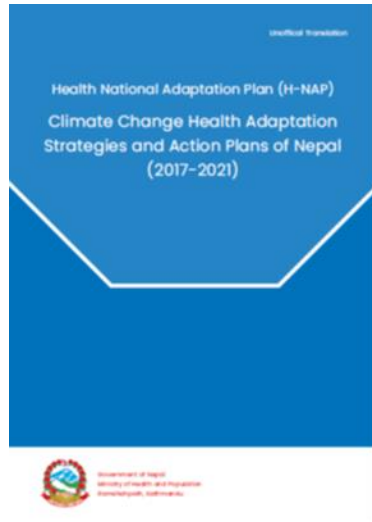 Unofficial Translation
Health National Adaptation Plan (H-NAP)
Climate Change Health Adaptation
Strategies and Action Plans of Nepal
(2017-2021)
Government of Nepal
Ministry of Health and Population
Ramshahpath, Kathmandu